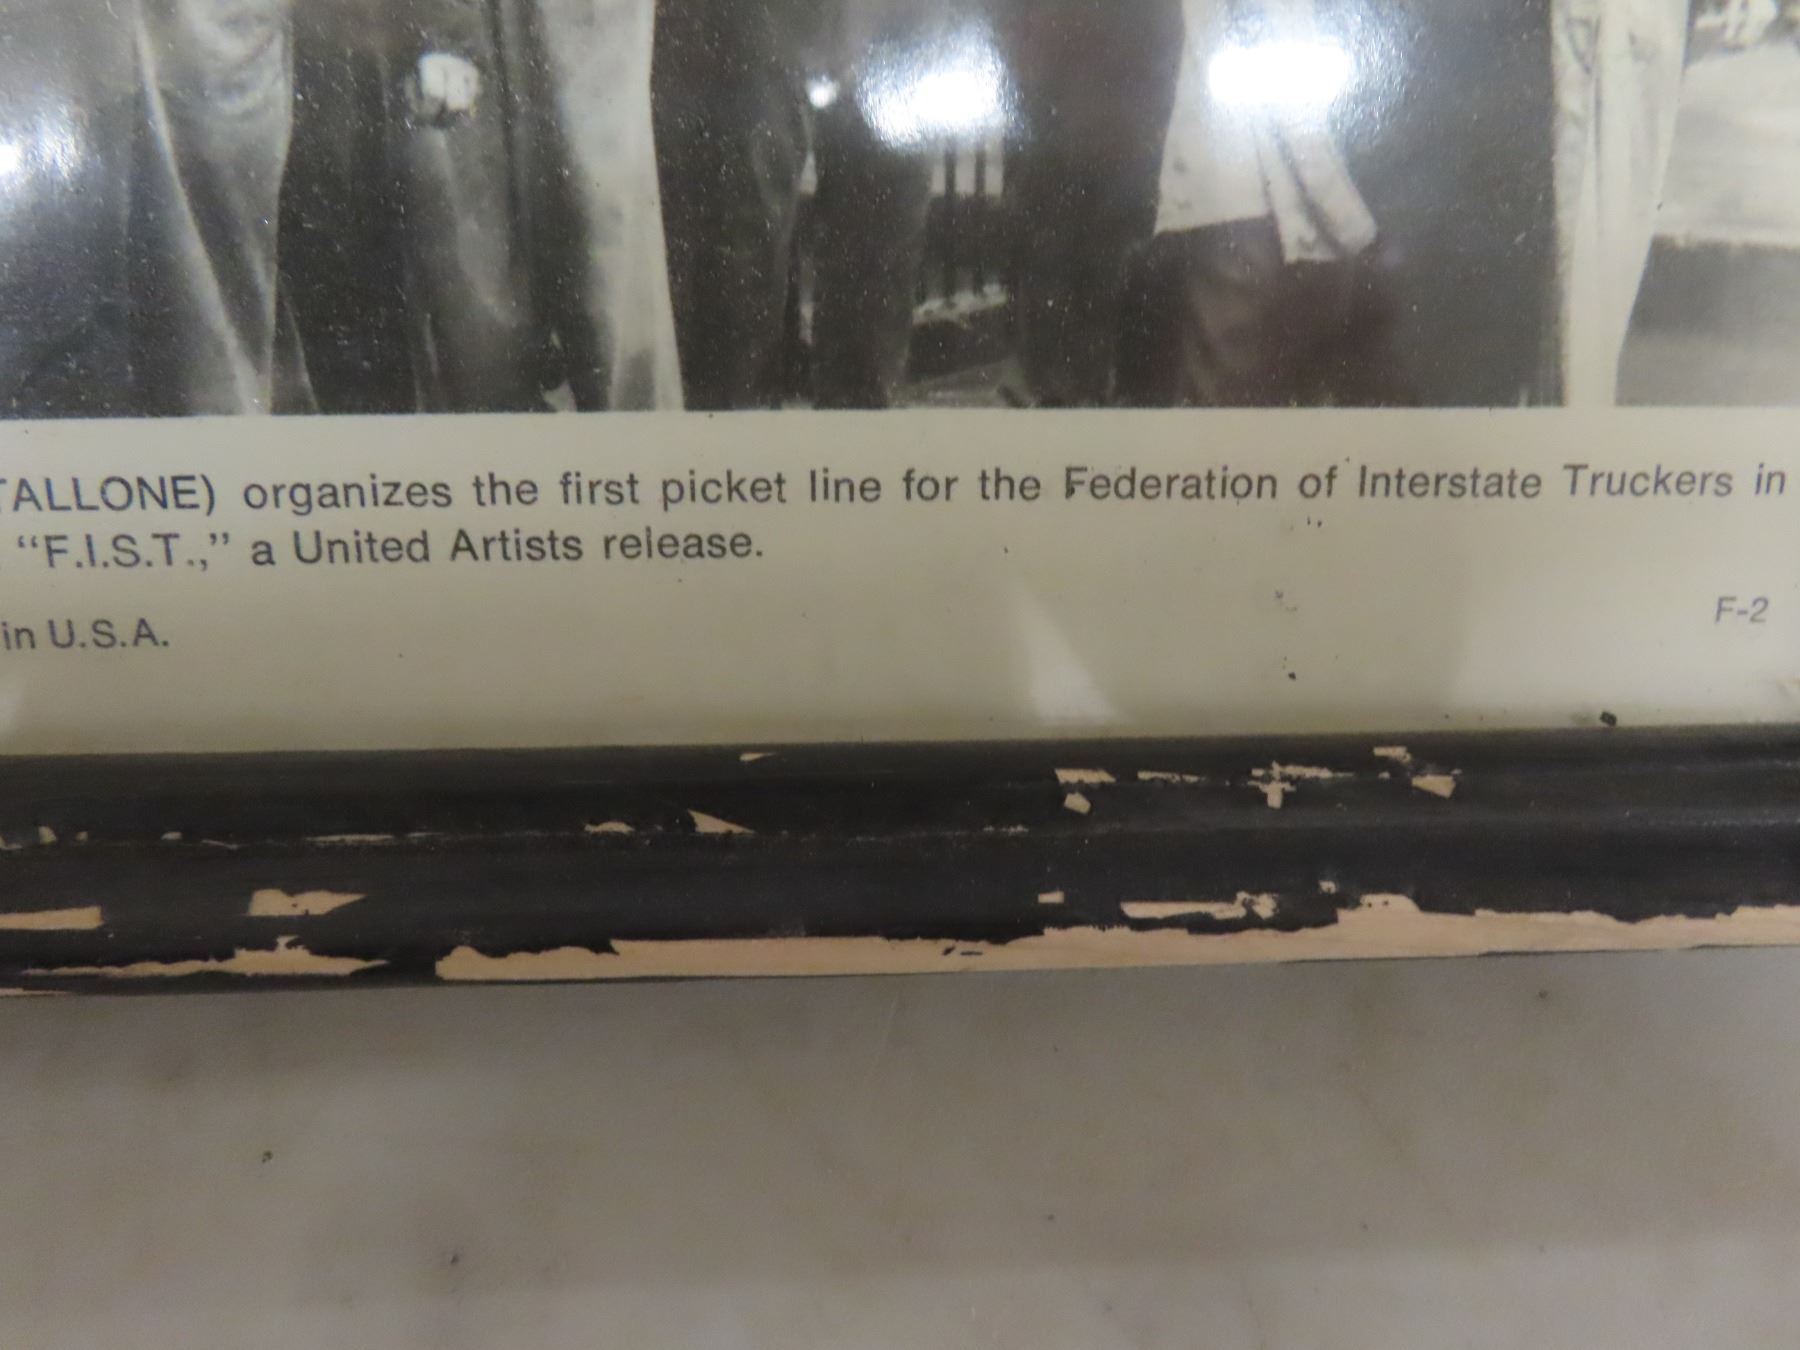 TALLONE) organizes the first picket line for the Federation of Interstate Truckers in
“F.I.S.T.,” a United Artists release.
in U.S.A.
F-2